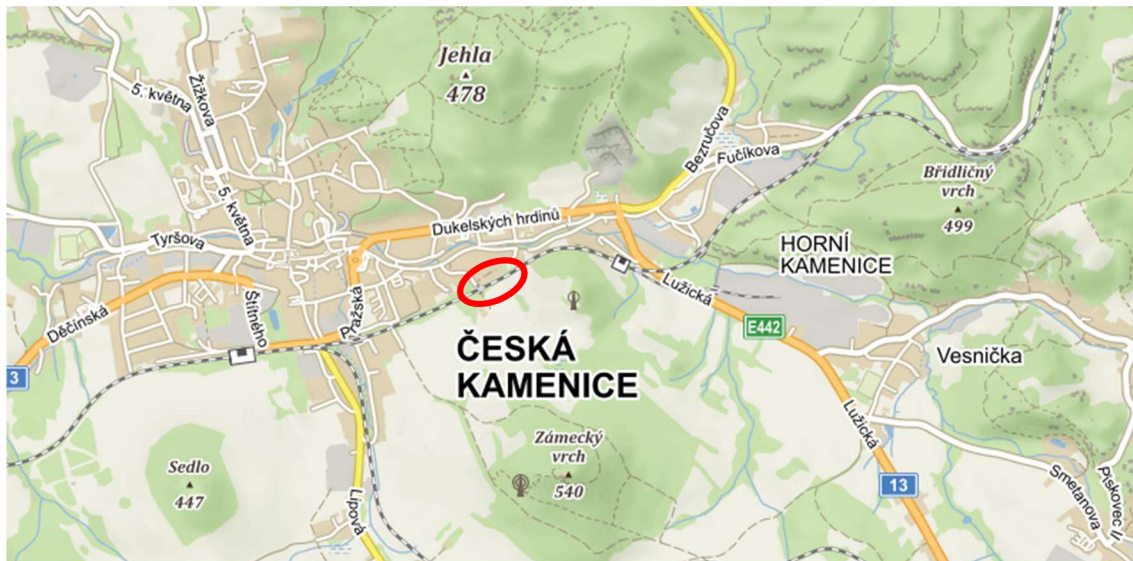 Jehla
478
5. května
Žižkova
5. května
Tyršova
Děčínská
Štítného
Pražská
Dukelských hrdinů
Bezručova
Fučíkova
Břidličný
vrch
499
HORNÍ
KAMENICE
Lužická
E442
Vesnička
ČESKÁ
KAMENICE
3
Sedlo
447
Lipová
Zámecký
vrch
540
Lužická
13
Smetanova
Pískovec